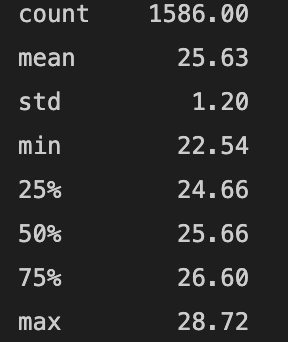 count 1586.00
mean 25.63
std 1.20
min 22.54
25% 24.66
50% 25.66
75% 26.60
max 28.72